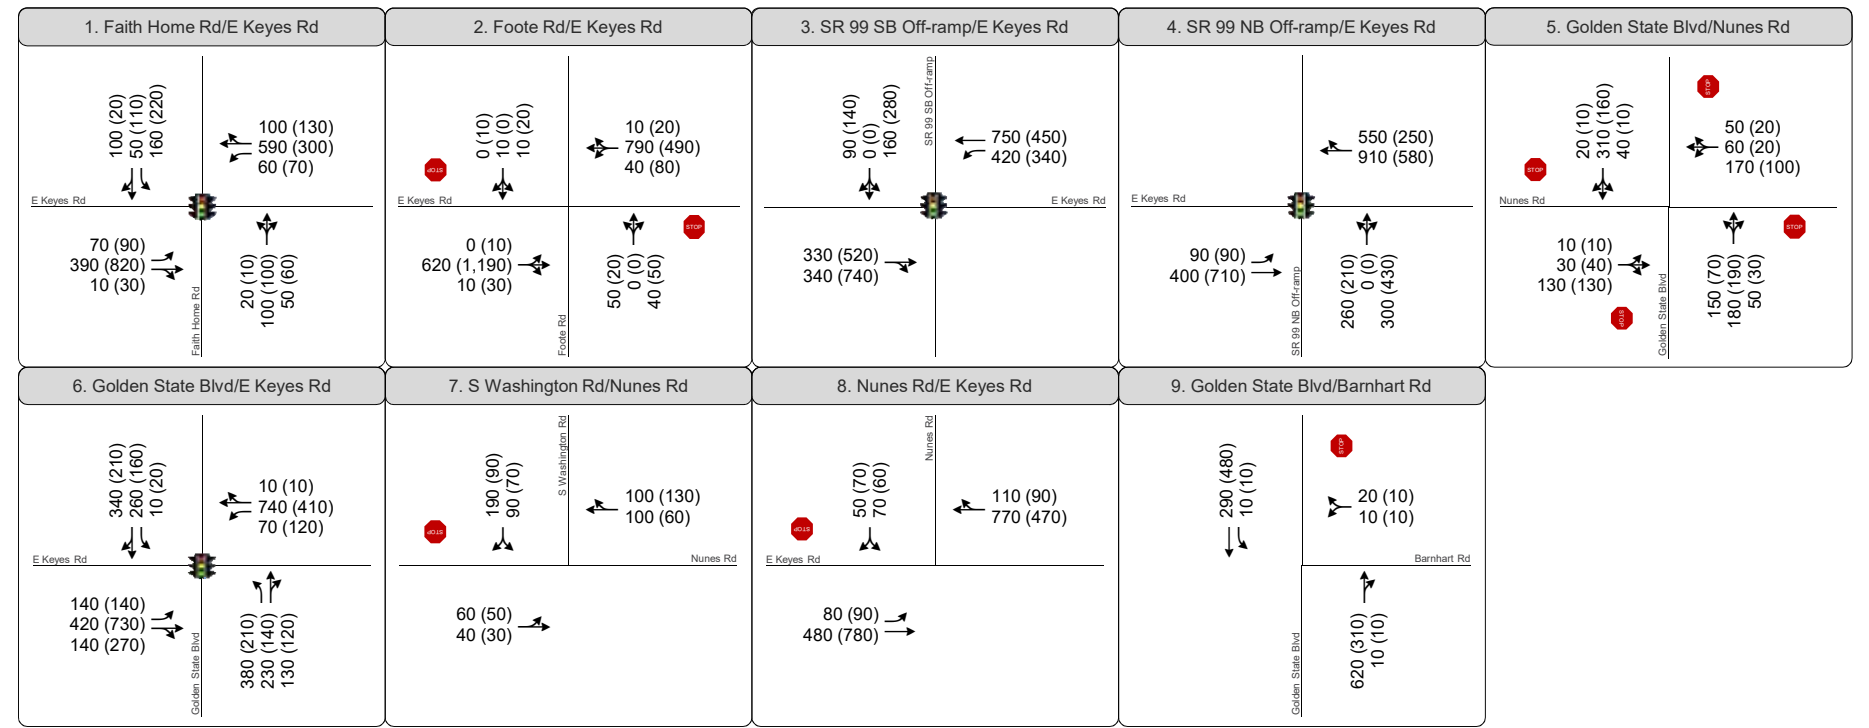 1. Faith Home Rd/E Keyes Rd
100 (20)
50 (110)
160 (220)
100 (130)
590 (300)
60 (70)
E Keyes Rd
70 (90)
390 (820)
10 (30)
20 (10)
100 (100)
50 (60)
Faith Home Rd
2. Foote Rd/E Keyes Rd
0 (10)
10 (0)
10 (20)
10 (20)
790 (490)
40 (80)
STOP
E Keyes Rd
STOP
0 (10)
620 (1,190)
10 (30)
50 (20)
0 (0)
40 (50)
Foote Rd
3. SR 99 SB Off-ramp/E Keyes Rd
SR 99 SB Off-ramp
90 (140)
0 (0)
160 (280)
750 (450)
420 (340)
E Keyes Rd
330 (520)
340 (740)
4. SR 99 NB Off-ramp/E Keyes Rd
550 (250)
910 (580)
E Keyes Rd
90 (90)
400 (710)
260 (210)
0 (0)
300 (430)
SR 99 NB Off-ramp
5. Golden State Blvd/Nunes Rd
STOP
20 (10)
310 (160)
40 (10)
50 (20)
60 (20)
170 (100)
STOP
Nunes Rd
STOP
10 (10)
30 (40)
130 (130)
150 (70)
180 (190)
50 (30)
STOP
Golden State Blvd
6. Golden State Blvd/E Keyes Rd
340 (210)
260 (160)
10 (20)
10 (10)
740 (410)
70 (120)
E Keyes Rd
140 (140)
420 (730)
140 (270)
380 (210)
230 (140)
130 (120)
Golden State Blvd
7. S Washington Rd/Nunes Rd
S Washington Rd
190 (90)
90 (70)
100 (130)
100 (60)
STOP
Nunes Rd
60 (50)
40 (30)
8. Nunes Rd/E Keyes Rd
Nunes Rd
50 (70)
70 (60)
110 (90)
770 (470)
STOP
E Keyes Rd
80 (90)
480 (780)
9. Golden State Blvd/Barnhart Rd
STOP
290 (480)
10 (10)
20 (10)
10 (10)
Barnhart Rd
620 (310)
10 (10)
Golden State Blvd